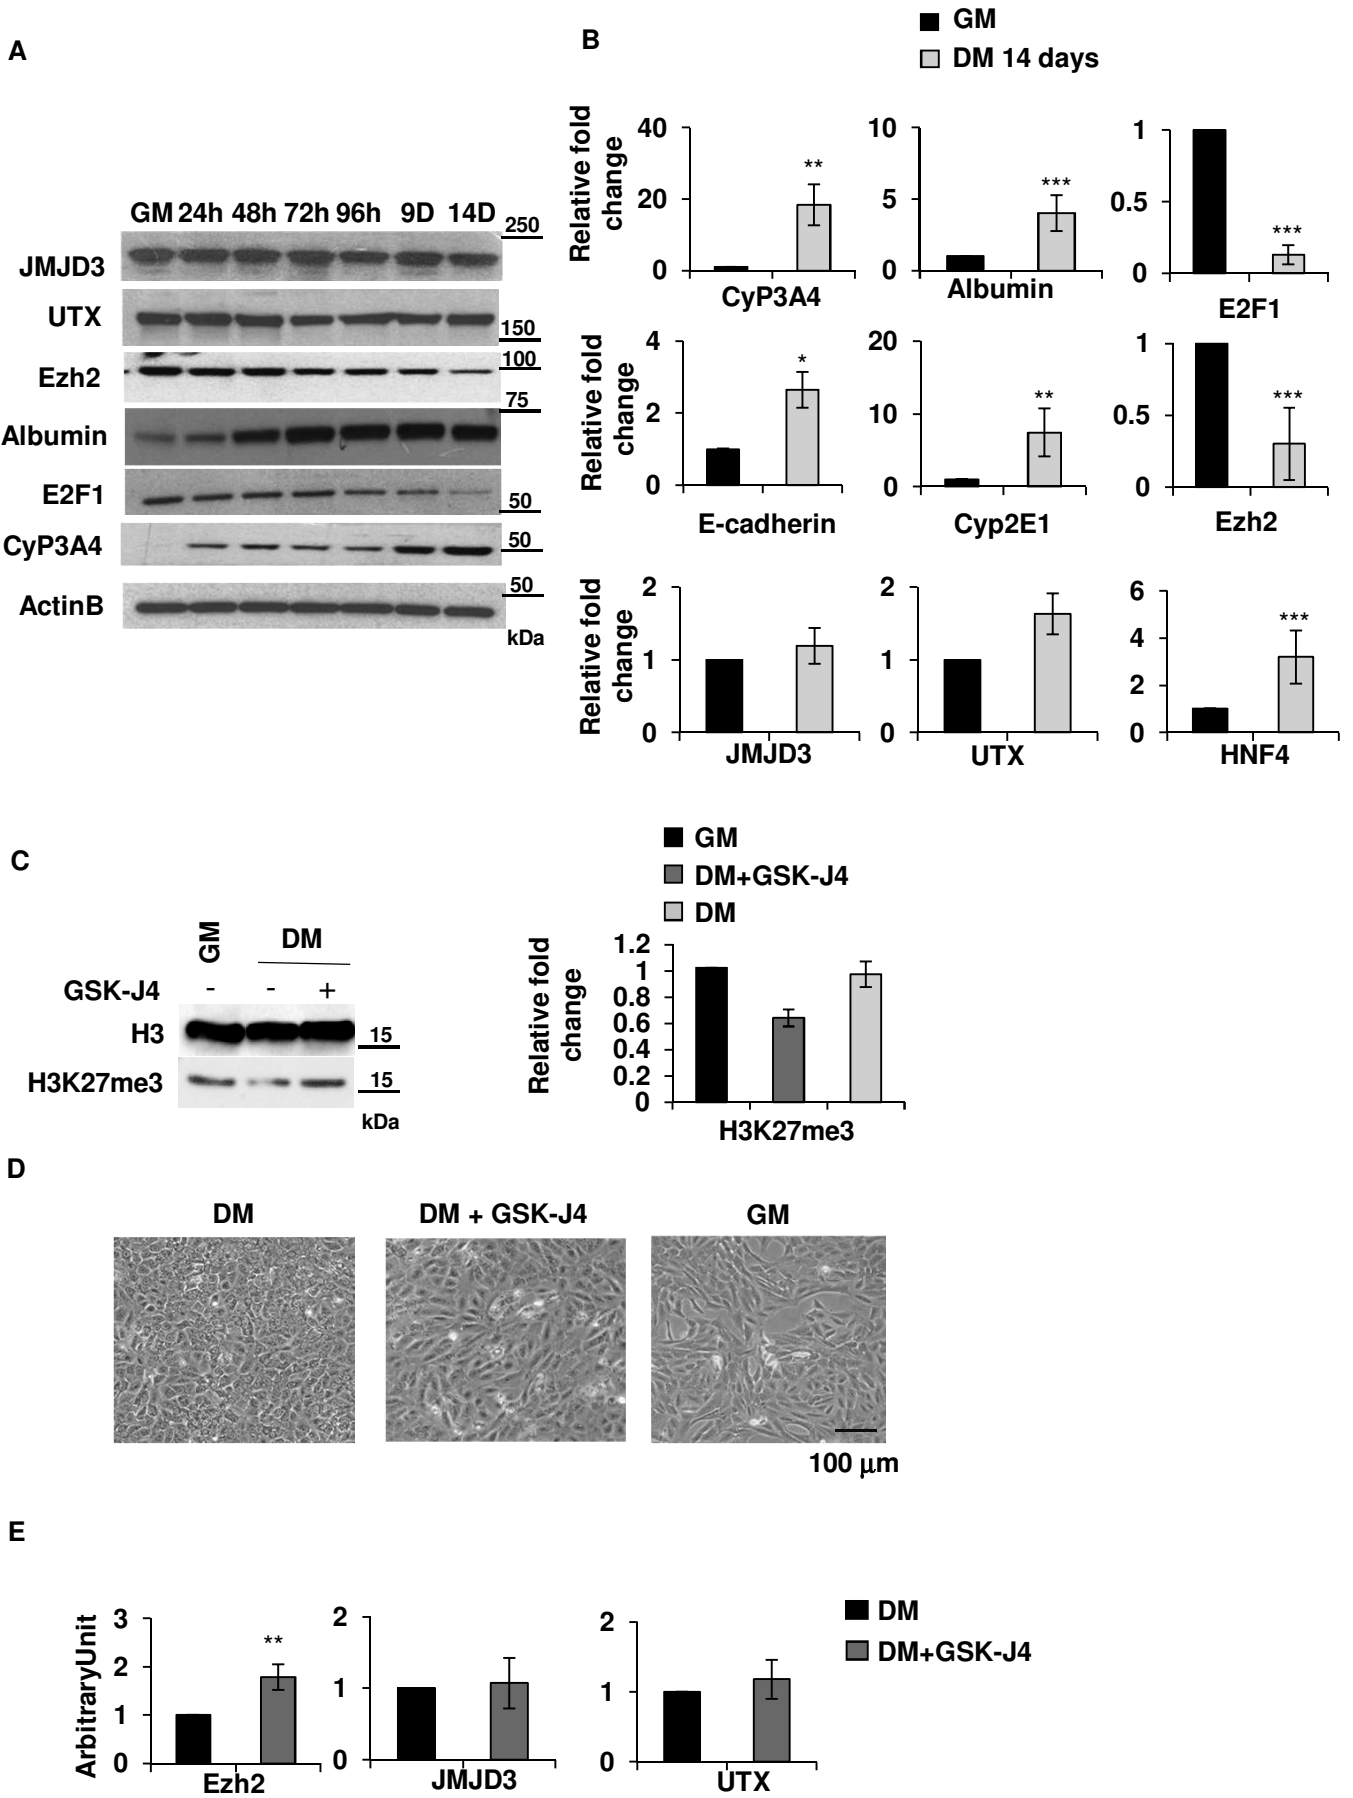 A
GM 24h 48h 72h 96h 9D 14D
250
JMJD3
UTX
150
100
Ezh2
75
Albumin
E2F1
50
CyP3A4
50
50
ActinB
kDa
B
GM
DM 14 days
Relative fold
change
40
20
0
**
CyP3A4
10
5
0
***
Albumin
1
0.5
0
***
E2F1
Relative fold
change
4
2
0
*
E-cadherin
20
10
0
**
Cyp2E1
1
0.5
0
***
Ezh2
Relative fold
change
2
1
0
JMJD3
2
1
0
UTX
6
4
2
0
***
HNF4
C
GM
DM
GSK-J4 - - +
H3
15
H3K27me3
15
kDa
GM
DM+GSK-J4
DM
Relative fold
change
1.2
1
0.8
0.6
0.4
0.2
0
H3K27me3
D
DM
DM + GSK-J4
GM
100 μm
E
ArbitraryUnit
3
2
1
0
**
Ezh2
2
1
0
JMJD3
2
1
0
UTX
DM
DM+GSK-J4